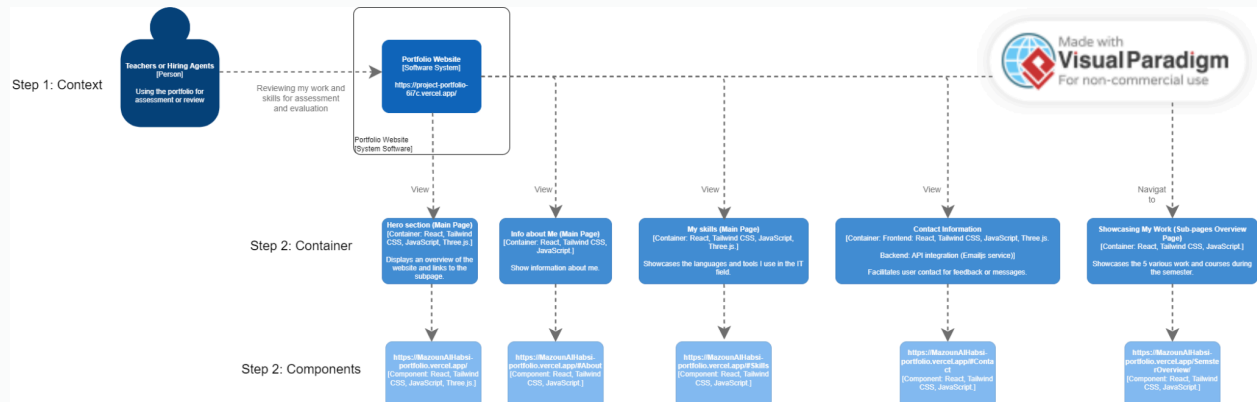 Made with
Visual Paradigm
For non-commercial use
Step 1: Context
Teachers or Hiring Agents
[Person]
Using the portfolio for
assessment or review
Reviewing my work and
skills for assessment
and evaluation
Portfolio Website
[Software System]
https://project-portfolio-
6i7c.vercel.app/
Portfolio Website
[System Software]
View
View
View
View
Navigat
to
Step 2: Container
Hero section (Main Page)
[Container: React, Tailwind
CSS, JavaScript, Three.js.]
Displays an overview of the
website and links to the
subpage.
Info about Me (Main Page)
[Container: React, Tailwind CSS,
JavaScript.]
Show information about me.
My skills (Main Page)
[Container: React, Tailwind CSS, JavaScript,
Three.js.]
Showcases the languages and tools I use in the IT
field.
Contact Information
[Container: Frontend: React, Tailwind CSS, JavaScript, Three.js.
Backend: API integration (Emailjs service)]
Facilitates user contact for feedback or messages.
Showcasing My Work (Sub-pages Overview
Page)
[Container: React, Tailwind CSS, JavaScript.]
Showcases the 5 various work and courses during
the semester.
Step 2: Components
https://MazounAlHabsi-
portfolio.vercel.app/
[Component: React, Tailwind
CSS, JavaScript, Three.js.]
https://MazounAlHabsi-
portfolio.vercel.app/#About
[Component: React, Tailwind
CSS, JavaScript.]
https://MazounAlHabsi-
portfolio.vercel.app/#Skills
[Component: React, Tailwind
CSS, JavaScript.]
https://MazounAlHabsi-
portfolio.vercel.app/#Conta
ct
[Component: React, Tailwind
CSS, JavaScript.]
https://MazounAlHabsi-
portfolio.vercel.app/Semste
rOverview/
[Component: React, Tailwind
CSS, JavaScript.]